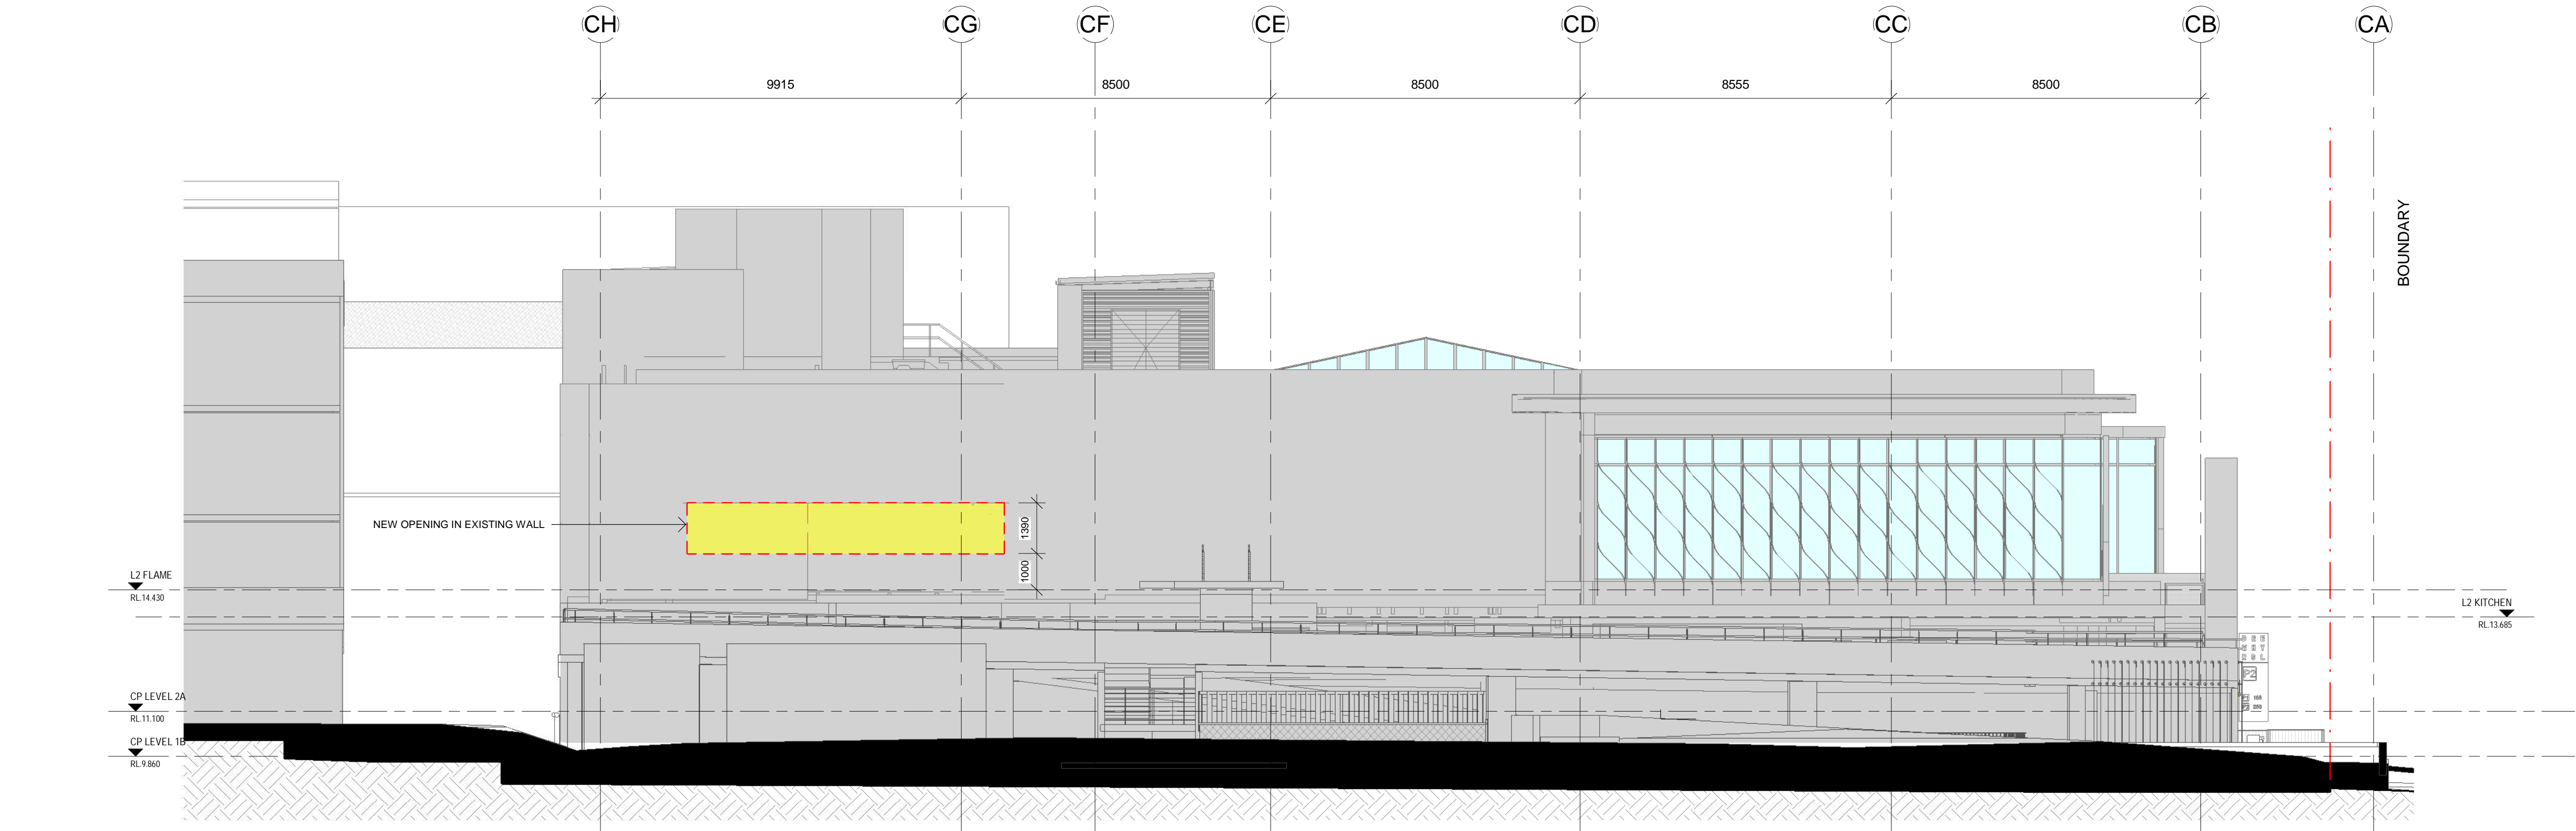 CH
CG
CF
CE
CD
CC
CB
CA
9915
8500
8500
8555
8500
BOUNDARY
NEW OPENING IN EXISTING WALL
1390
1000
L2 FLAME
RL.14.430
L2 KITCHEN
RL.13.685
CP LEVEL 2A
RL.11.100
CP LEVEL 1B
RL.9.860
P2